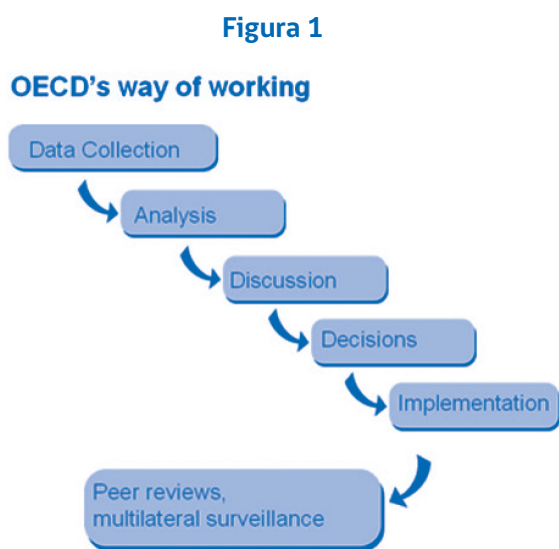 Figura 1
OECD's way of working
Data Collection
Analysis
Discussion
Decisions
Implementation
Peer reviews,
multilateral surveillance